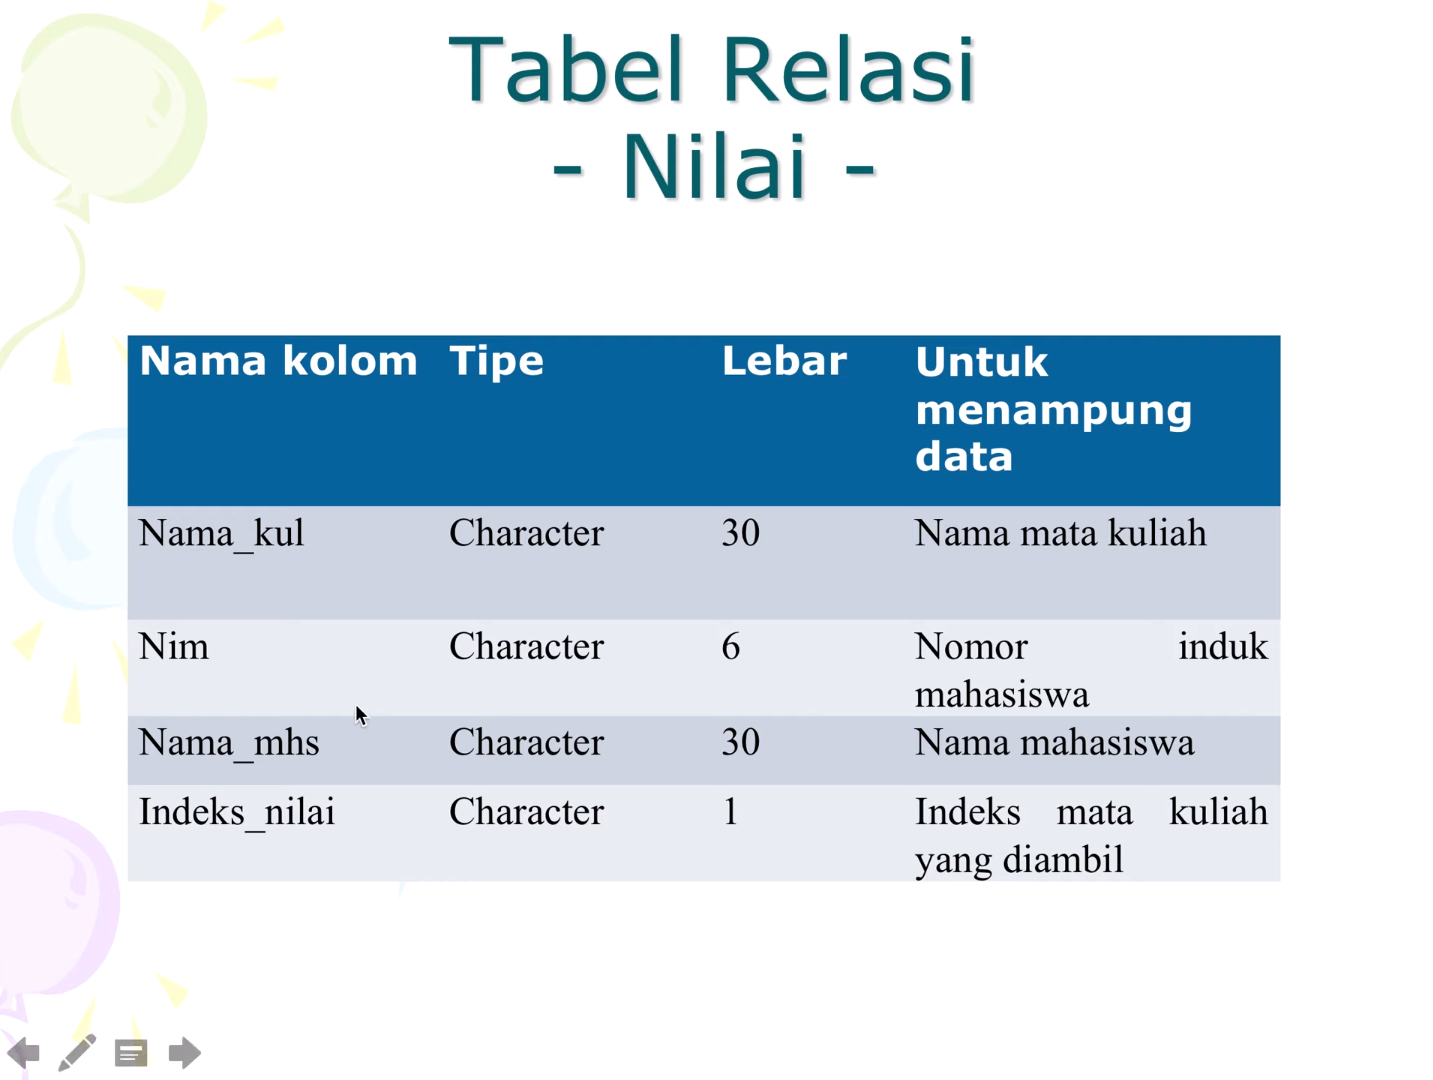 Tabel Relasi
- Nilai -
Nama kolom Tipe Lebar Untuk
menampung
data
Nama_kul Character 30 Nama mata kuliah
Nim Character 6 Nomor induk
mahasiswa
Nama_mhs Character 30 Nama mahasiswa
Indeks_nilai Character 1 Indeks mata kuliah
yang diambil